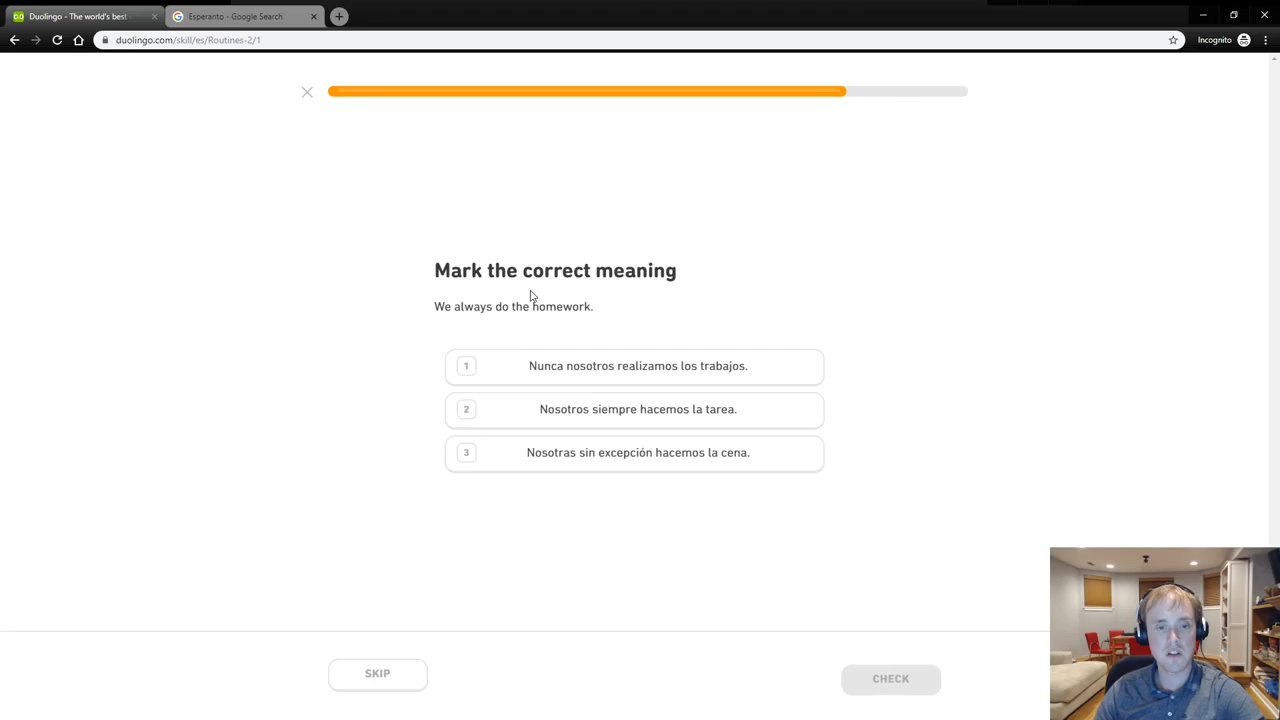 Duolingo - The world's best
Esperanto - Google Search
duolingo.com/skill/es/Routines-2/1
Incognito
Mark the correct meaning
We always do the homework.
1 Nunca nosotros realizamos los trabajos.
2 Nosotros siempre hacemos la tarea.
3 Nosotras sin excepción hacemos la cena.
SKIP
CHECK